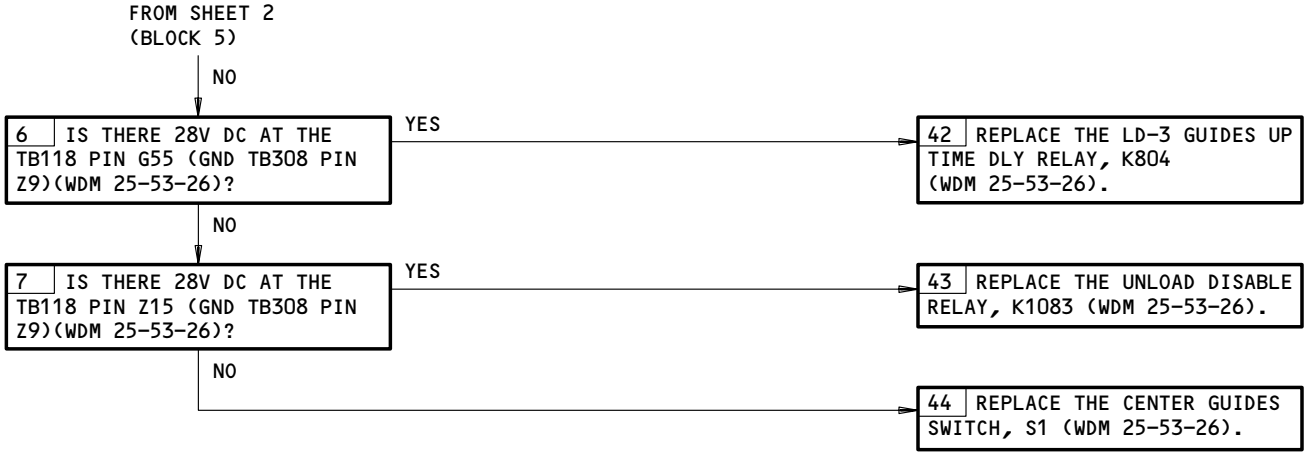 FROM SHEET 2
(BLOCK 5)
NO
6 IS THERE 28V DC AT THE
TB118 PIN G55 (GND TB308 PIN
Z9)(WDM 25-53-26)?
YES
42 REPLACE THE LD-3 GUIDES UP
TIME DLY RELAY, K804
(WDM 25-53-26).
NO
7 IS THERE 28V DC AT THE
TB118 PIN Z15 (GND TB308 PIN
Z9)(WDM 25-53-26)?
YES
43 REPLACE THE UNLOAD DISABLE
RELAY, K1083 (WDM 25-53-26).
NO
44 REPLACE THE CENTER GUIDES
SWITCH, S1 (WDM 25-53-26).